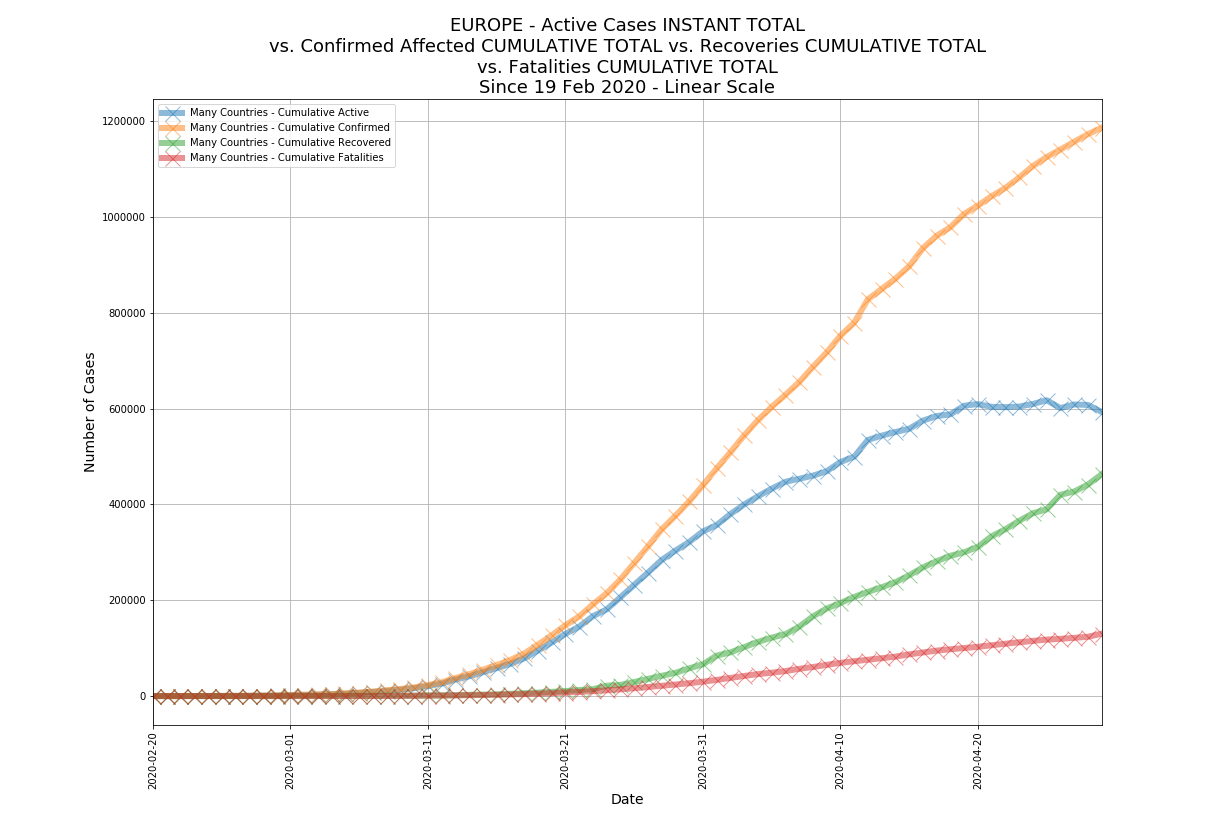 EUROPE - Active Cases INSTANT TOTAL
vs. Confirmed Affected CUMULATIVE TOTAL vs. Recoveries CUMULATIVE TOTAL
vs. Fatalities CUMULATIVE TOTAL
Since 19 Feb 2020 - Linear Scale
Many Countries - Cumulative Active
Many Countries - Cumulative Confirmed
Many Countries - Cumulative Recovered
Many Countries - Cumulative Fatalities
1200000
1000000
800000
600000
400000
200000
0
Number of Cases
2020-02-20
2020-03-01
2020-03-11
2020-03-21
2020-03-31
2020-04-10
2020-04-20
Date